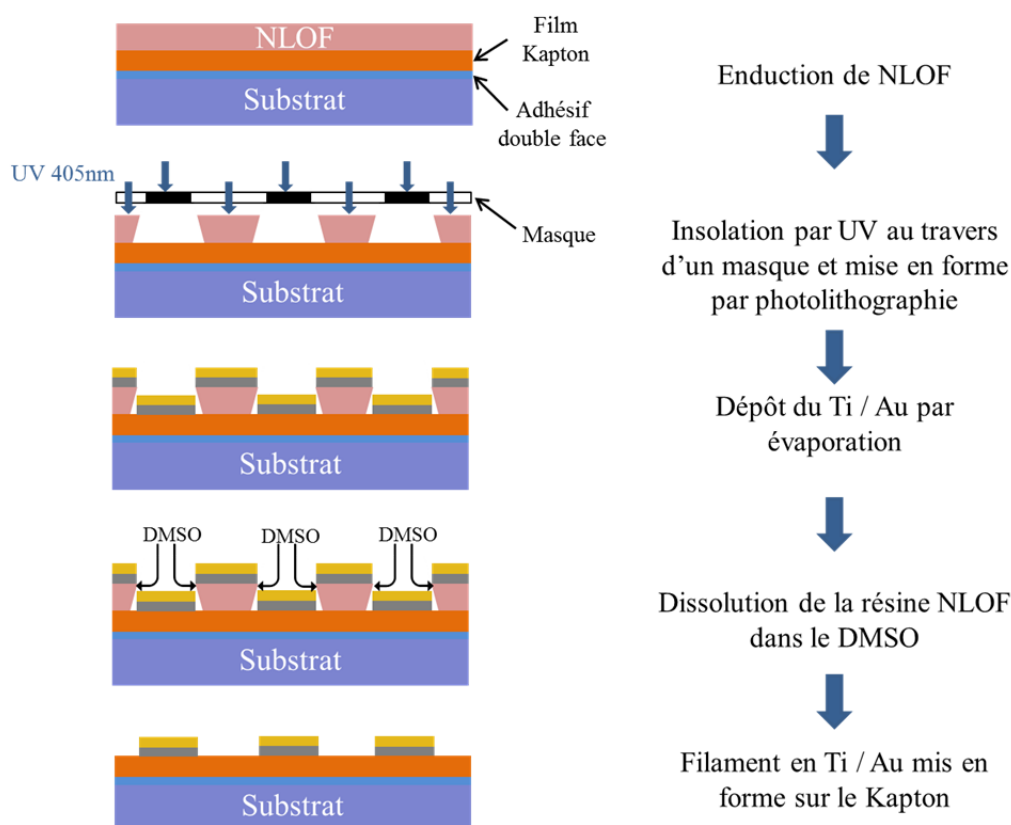 NLOF
Film
Kapton
Substrat
Adhésif
double face
Enduction de NLOF
UV 405nm
Masque
Substrat
Insolation par UV au travers
d’un masque et mise en forme
par photolithographie
Substrat
Dépôt du Ti / Au par
évaporation
DMSO
DMSO
DMSO
Substrat
Dissolution de la résine NLOF
dans le DMSO
Substrat
Filament en Ti / Au mis en
forme sur le Kapton